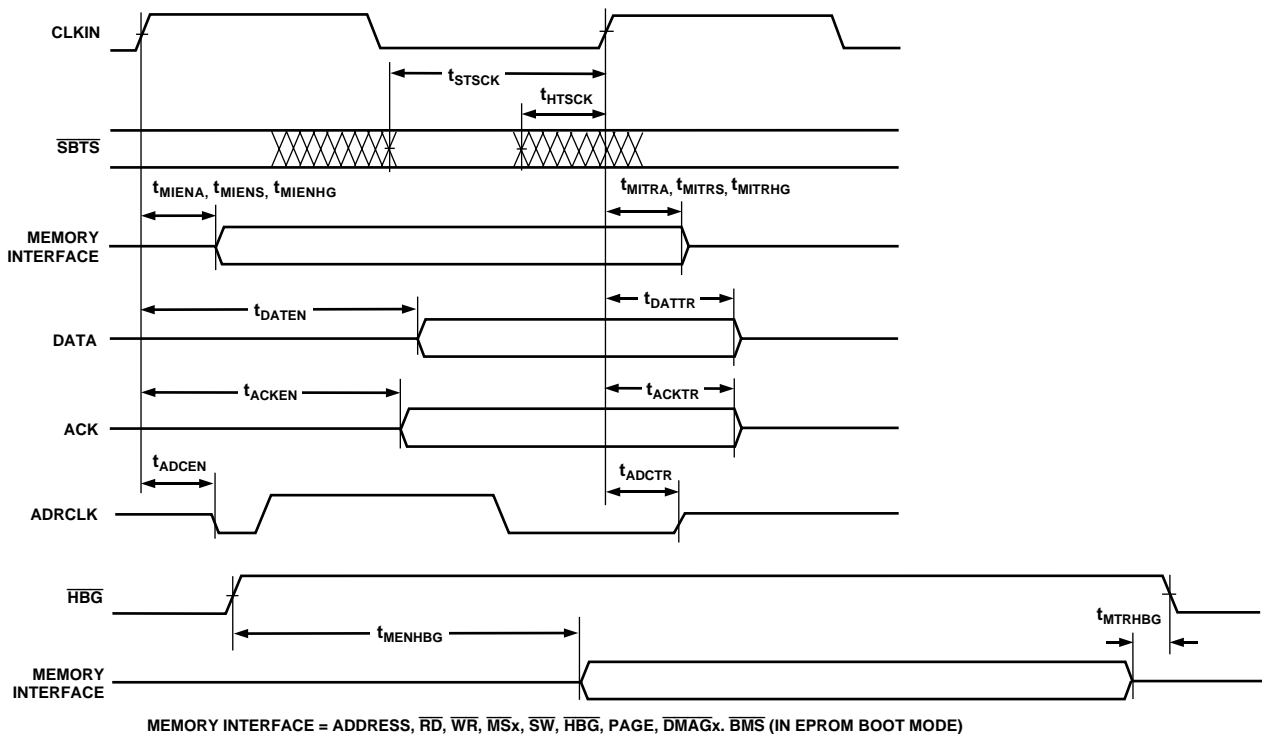 CLKIN
tSTSCK
tHTSCK
SBTS
tMIENA, tMIENS, tMIENHG
tMITRA, tMITRS, tMITRHG
MEMORY
INTERFACE
tDATEN
tDATTR
DATA
tACKEN
tACKTR
ACK
tADCEN
tADCTR
ADRCLK
HBG
tMENHBG
tMTRHBG
MEMORY
INTERFACE
MEMORY INTERFACE = ADDRESS, RD, WR, MSx, SW, HBG, PAGE, DMAGx. BMS (IN EPROM BOOT MODE)